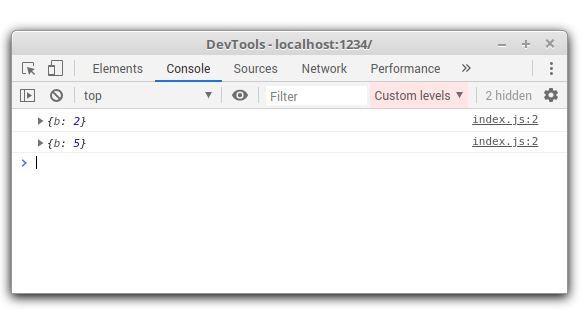 DevTools - localhost:1234/
Elements Console Sources Network Performance »
top Filter Custom levels 2 hidden
{b: 2} index.js:2
{b: 5} index.js:2